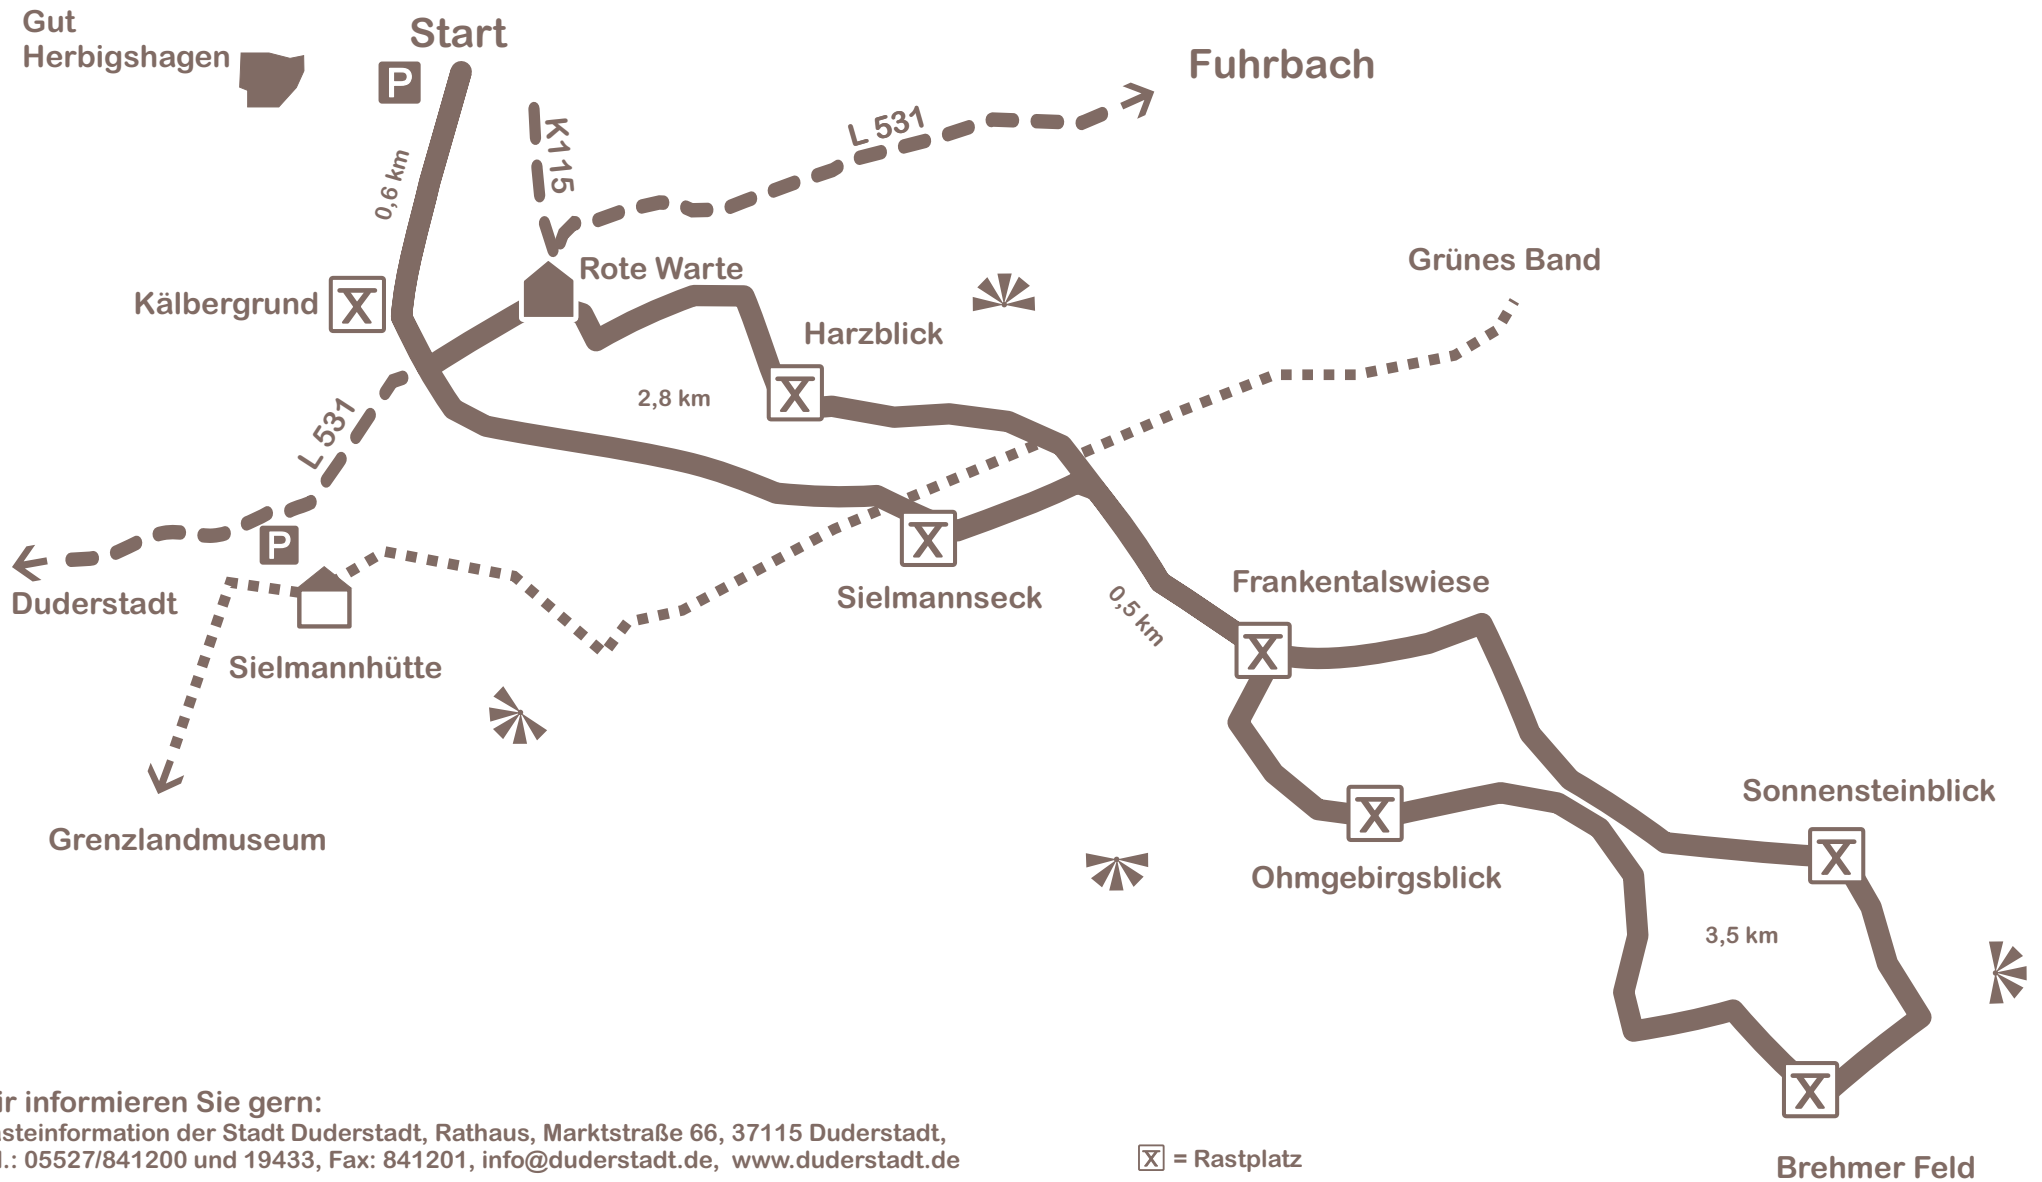 Gut
Herbigshagen
Start
P
Fuhrbach
K115
L 531
0,6 km
Rote Warte
Grünes Band
Kälbergrund
Harzblick
2,8 km
L 531
P
Duderstadt
Sielmannseck
Frankentalswiese
0,5 km
Sielmannhütte
Sonnensteinblick
Grenzlandmuseum
Ohmgebirgsblick
3,5 km
ir informieren Sie gern:
steinformation der Stadt Duderstadt, Rathaus, Marktstraße 66, 37115 Duderstadt,
l.: 05527/841200 und 19433, Fax: 841201, info@duderstadt.de, www.duderstadt.de
= Rastplatz
Brehmer Feld